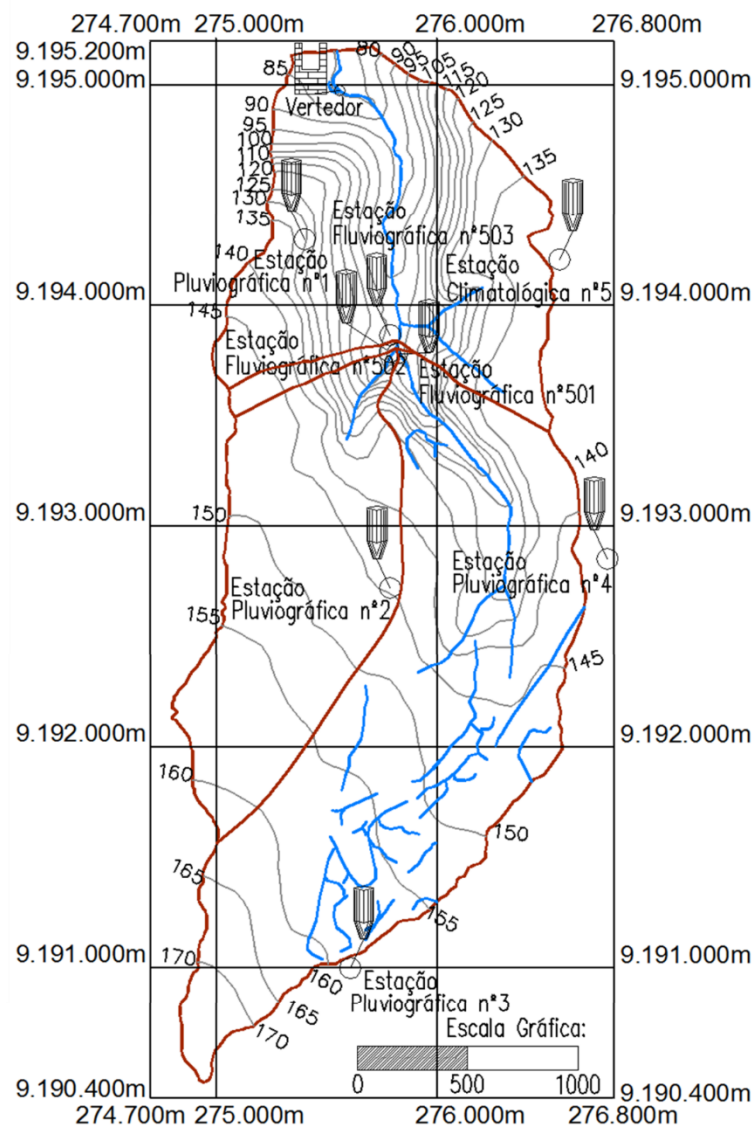 274.700m 275.000m 276.000m 276.800m
9.195.200m
9.195.000m 9.195.000m
80 90 95 105 115 120 125 130 135
85
Vertedor
90
95
100
110
120
125
130
135
140
145
Estação
Fluviográfica nº503
Estação
Pluviográfica nº1
Estação
Climatológica nº5
9.194.000m 9.194.000m
Estação
Fluviográfica nº502
Estação
Fluviográfica nº501
140
9.193.000m 9.193.000m
150
Estação
Pluviográfica nº4
Estação
Pluviográfica nº2
155
145
9.192.000m 9.192.000m
160
150
165
155
9.191.000m 9.191.000m
170
160
Estação
Pluviográfica nº3
165
170
Escala Gráfica:
0 500 1000
9.190.400m 9.190.400m
274.700m 275.000m 276.000m 276.800m